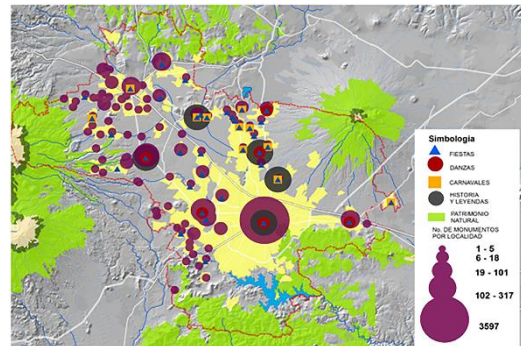 Simbología
FIESTAS
DANZAS
CARNAVALES
HISTORIA
Y LEYENDAS
PATRIMONIO
NATURAL
No. DE MONUMENTOS
POR LOCALIDAD
1 - 5
6 - 18
19 - 101
102 - 317
3597